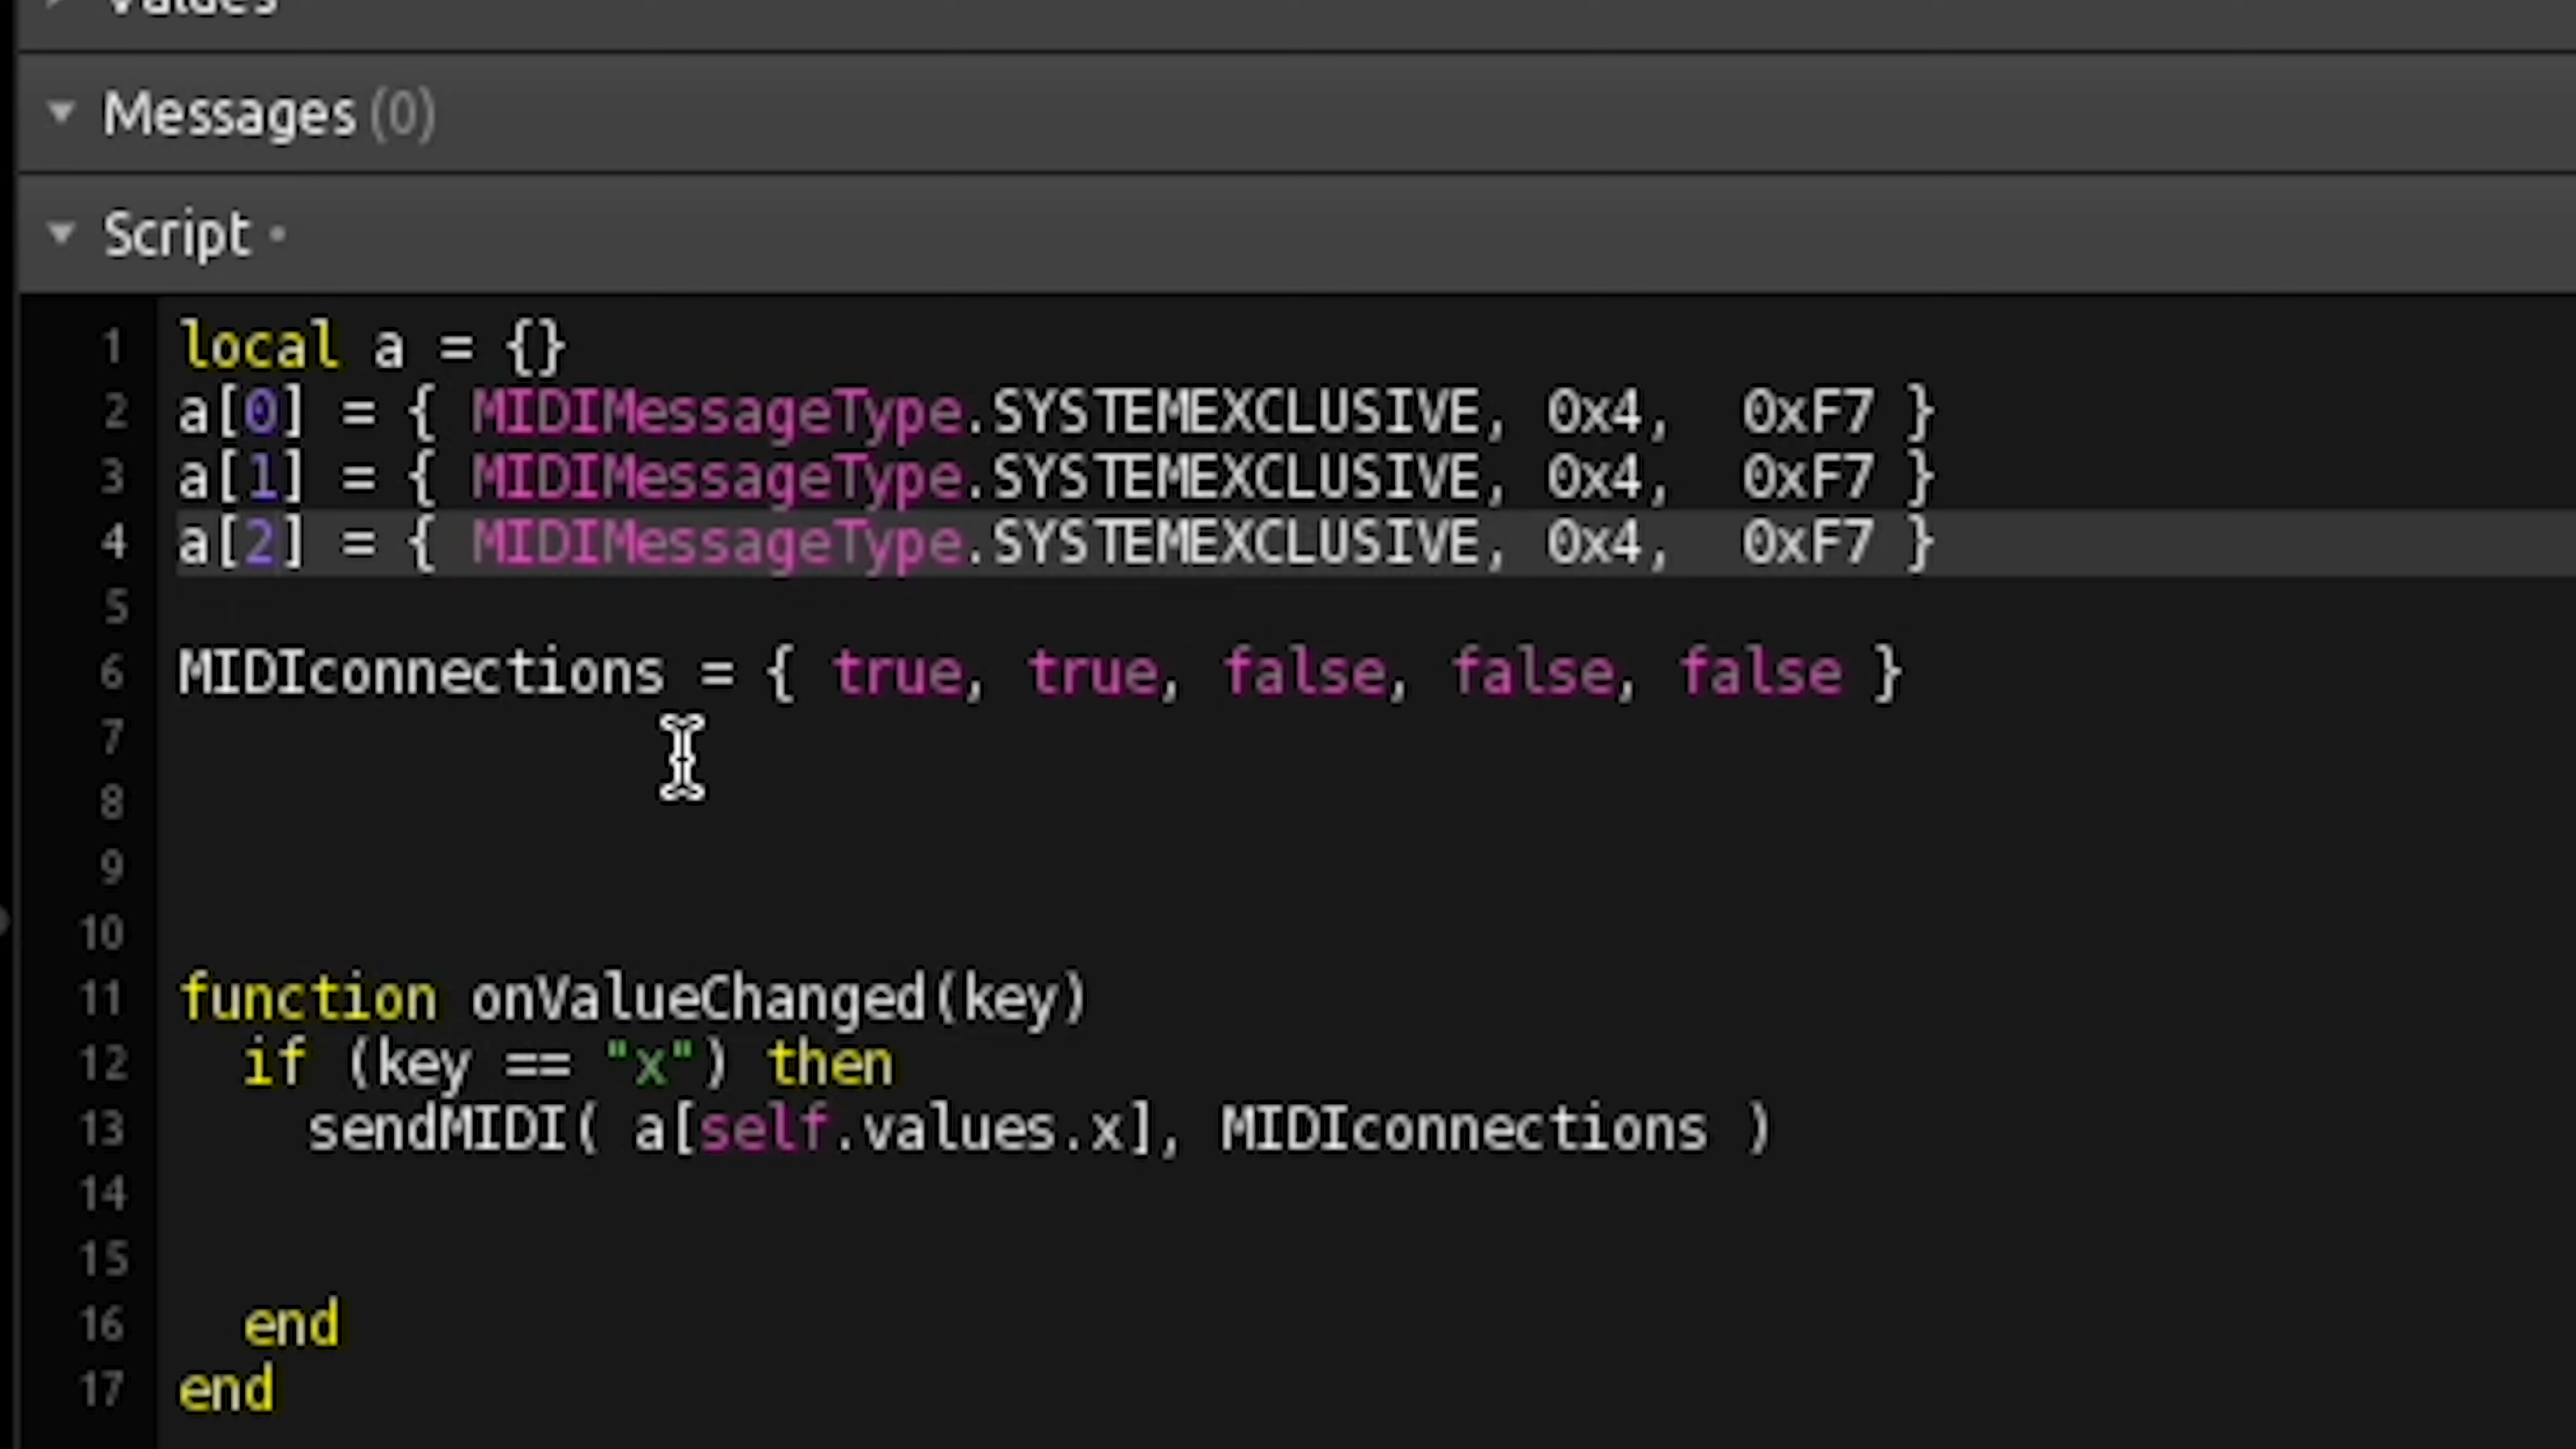 Values
Messages (0)
Script •
1 local a = {}
2 a[0] = { MIDIMessageType.SYSTEMEXCLUSIVE, 0x4,  0xF7 }
3 a[1] = { MIDIMessageType.SYSTEMEXCLUSIVE, 0x4,  0xF7 }
4 a[2] = { MIDIMessageType.SYSTEMEXCLUSIVE, 0x4,  0xF7 }
5
6 MIDIconnections = { true, true, false, false, false }
7
8
9
10
11 function onValueChanged(key)
12   if (key == "x") then
13     sendMIDI( a[self.values.x], MIDIconnections )
14
15
16   end
17 end